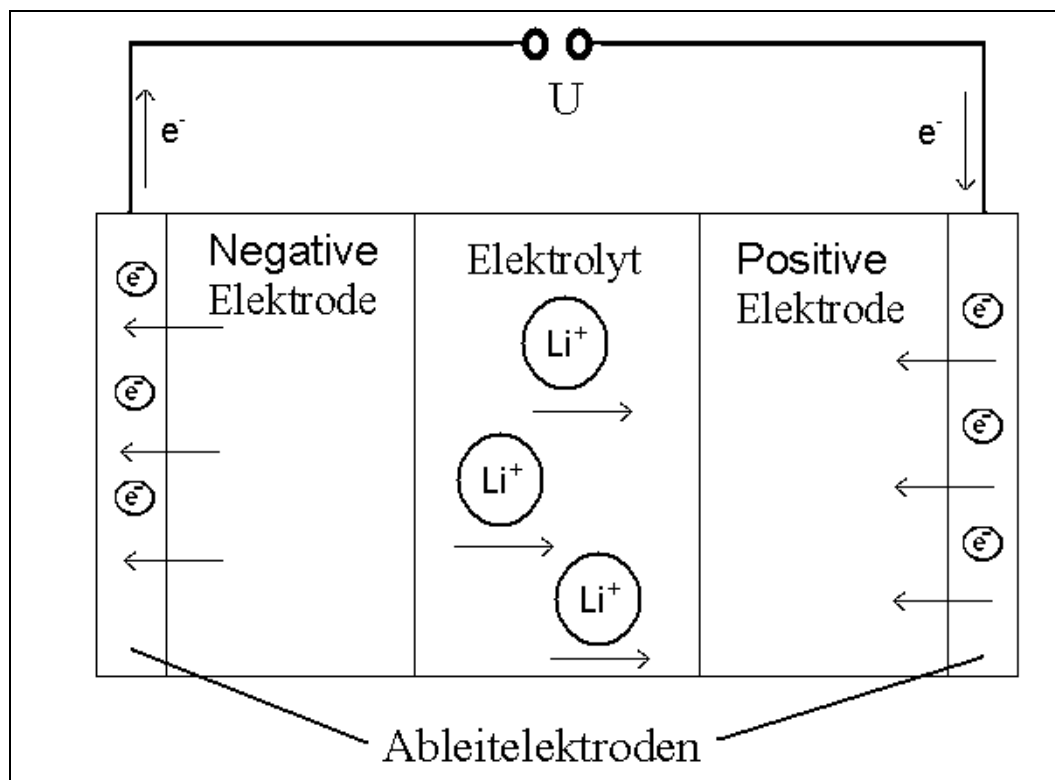 U
e⁻
e⁻
Negative
Elektrode
Elektrolyt
Positive
Elektrode
e⁻
e⁻
e⁻
Li⁺
Li⁺
Li⁺
e⁻
e⁻
e⁻
Ableitelektroden